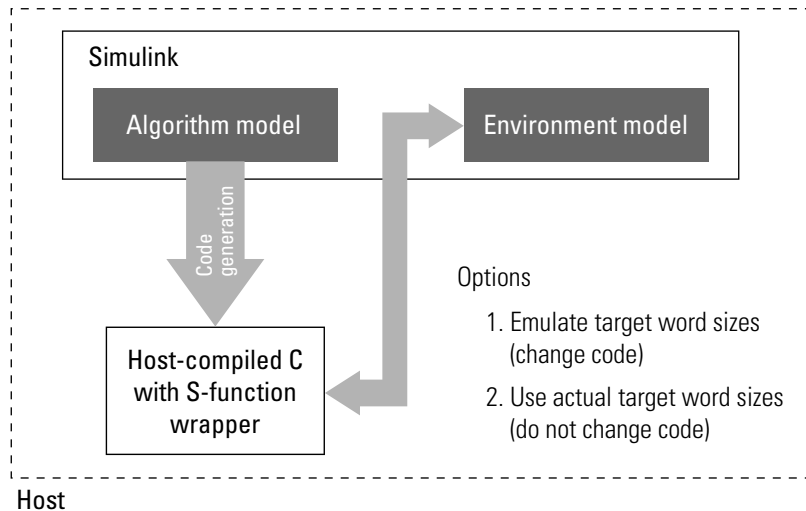 Simulink
Algorithm model
Environment model
Code
generation
Options
1. Emulate target word sizes
(change code)
2. Use actual target word sizes
(do not change code)
Host-compiled C
with S-function
wrapper
Host